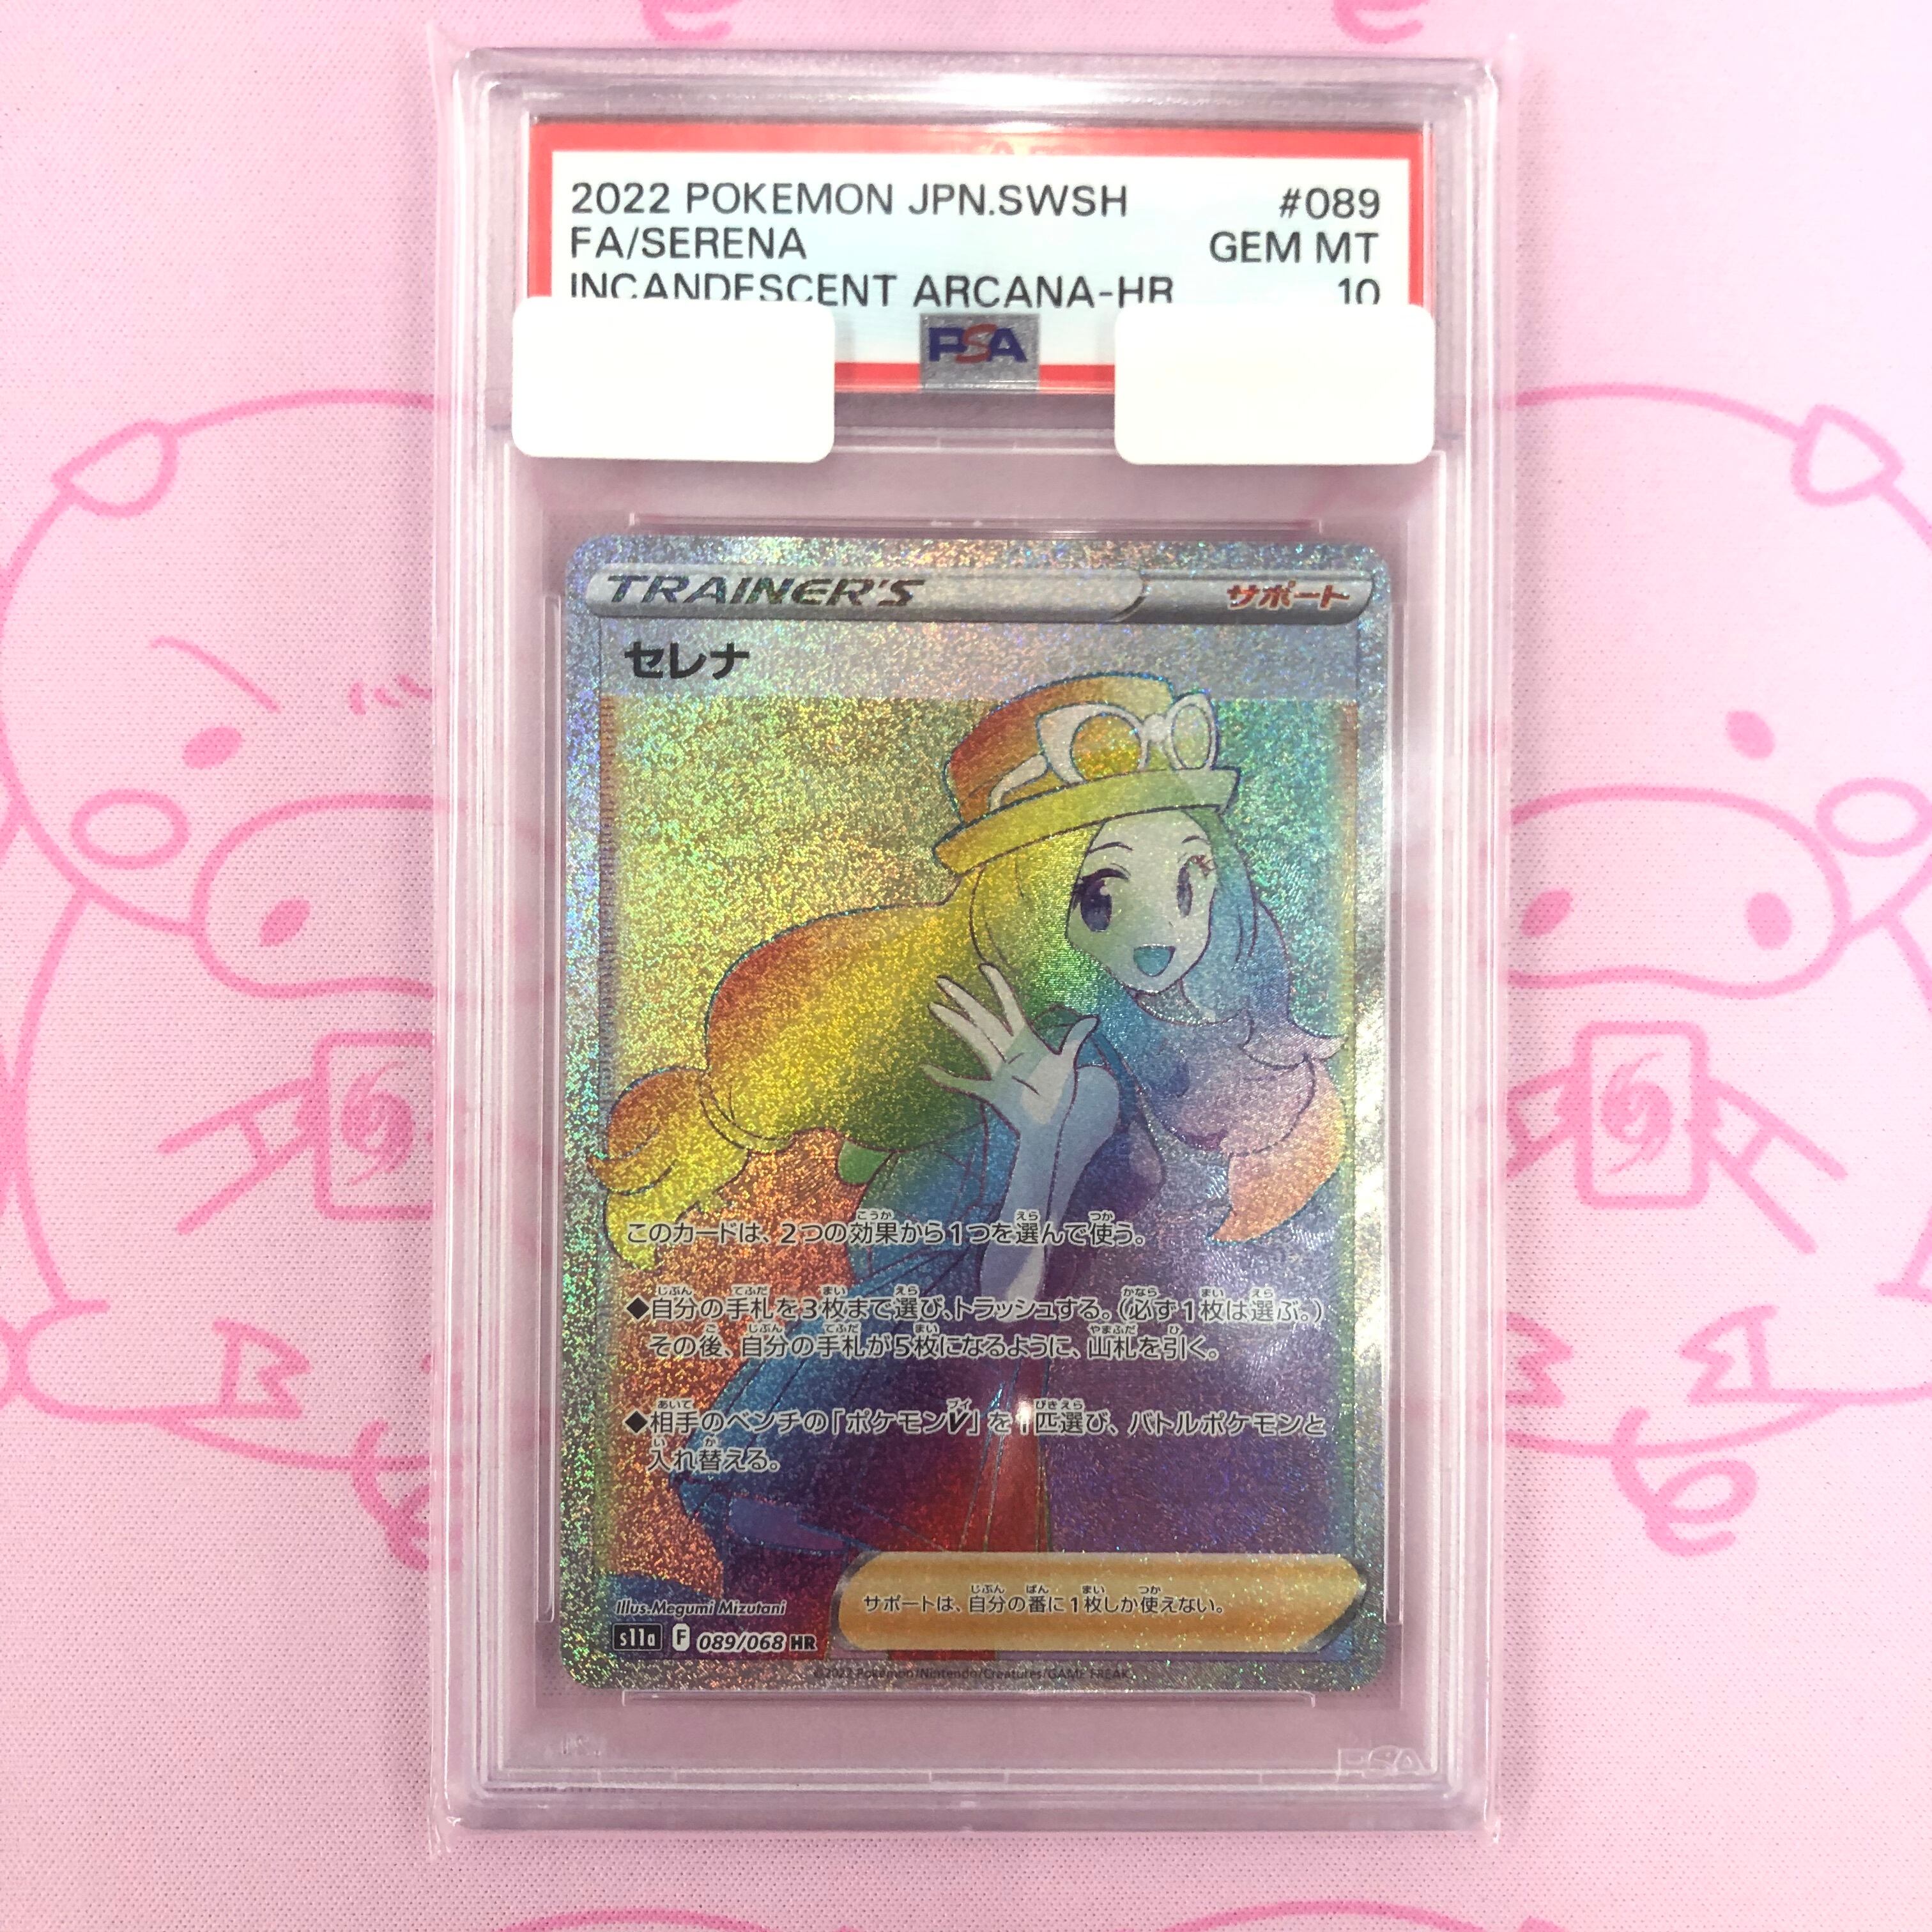 2022 POKEMON JPN.SWSH #089
FA/SERENA GEM MT
INCANDESCENT ARCANA-HR 10
PSA
TRAINER'S サポート
セレナ
このカードは、2つの効果から1つを選んで使う。
◆自分の手札を3枚まで選び、トラッシュする。(必ず1枚は選ぶ。)
その後、自分の手札が5枚になるように、山札を引く。
◆相手のベンチの「ポケモンV」を1匹選び、バトルポケモンと
入れ替える。
サポートは、自分の番に1枚しか使えない。
Illus.Megumi Mizutani
s11a F 089/068 HR
©2022 Pokémon/Nintendo/Creatures/GAME FREAK
PSA